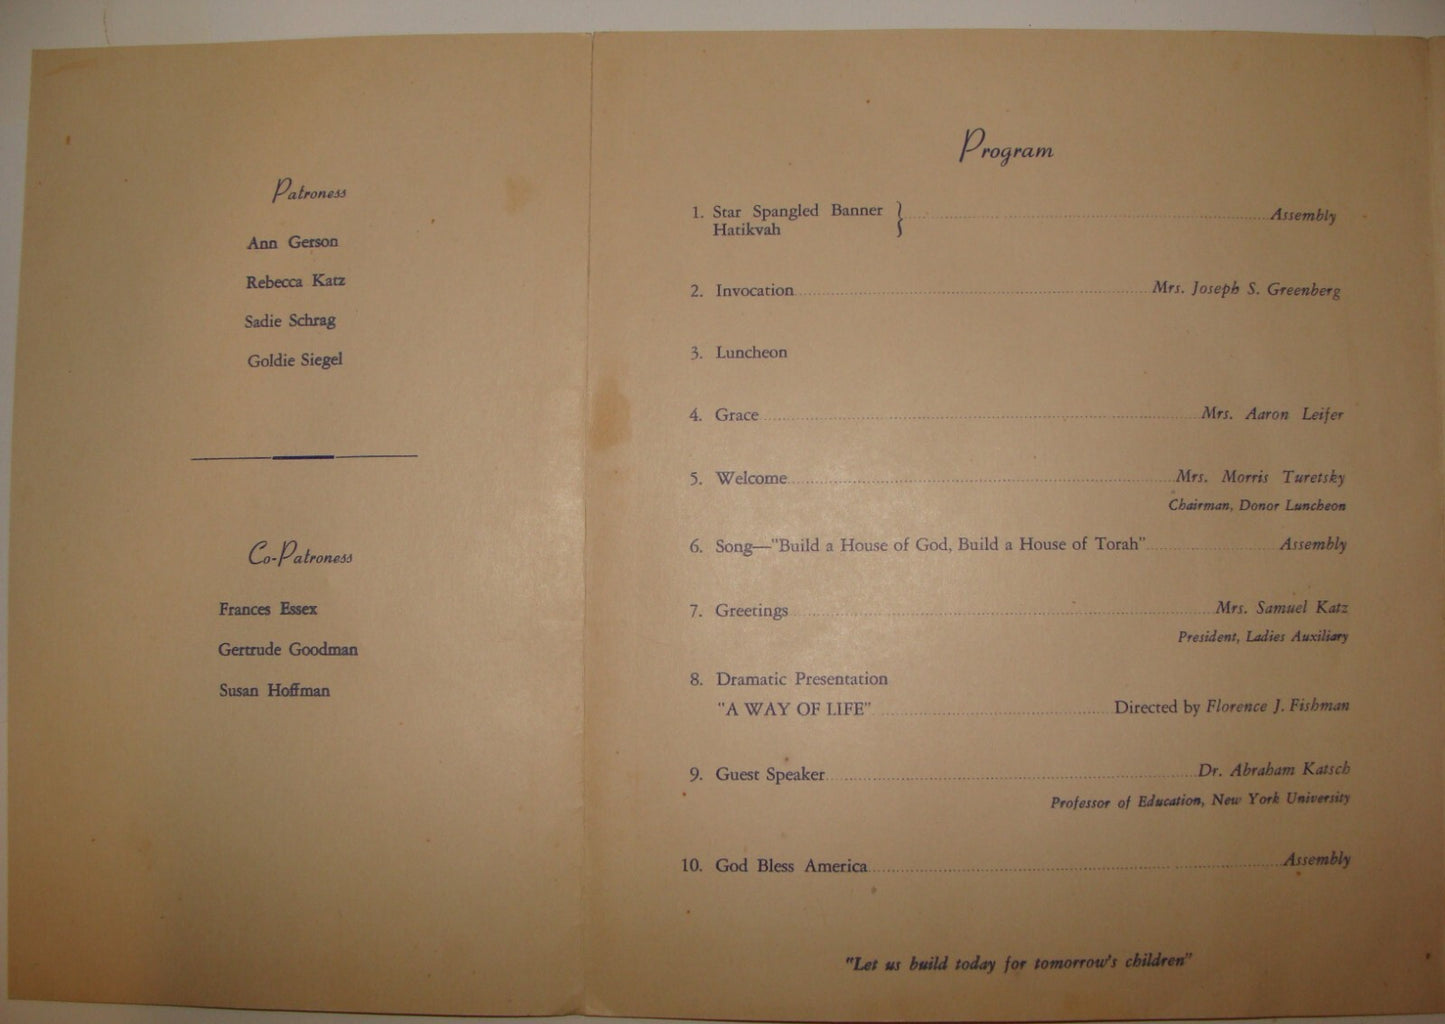 Patroness
Ann Gerson
Rebecca Katz
Sadie Schrag
Goldie Siegel
Co-Patroness
Frances Essex
Gertrude Goodman
Susan Hoffman
Program
1. Star Spangled Banner } Assembly
Hatikvah
2. Invocation Mrs. Joseph S. Greenberg
3. Luncheon
4. Grace Mrs. Aaron Leifer
5. Welcome Mrs. Morris Turetsky
Chairman, Donor Luncheon
6. Song—"Build a House of God, Build a House of Torah" Assembly
7. Greetings Mrs. Samuel Katz
President, Ladies Auxiliary
8. Dramatic Presentation
"A WAY OF LIFE" Directed by Florence J. Fishman
9. Guest Speaker Dr. Abraham Katsch
Professor of Education, New York University
10. God Bless America Assembly
"Let us build today for tomorrow's children"